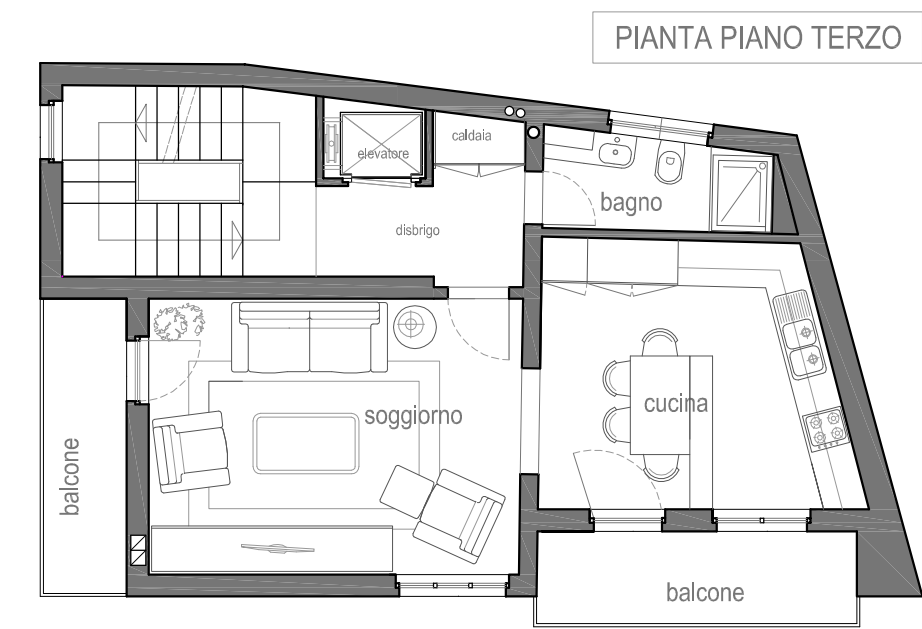 PIANTA PIANO TERZO
caldaia
elevatore
bagno
disbrigo
cucina
soggiorno
balcone
balcone